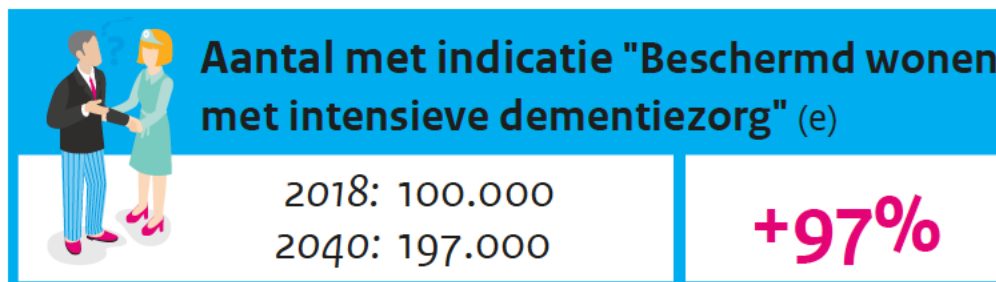 Aantal met indicatie "Beschermd wonen
met intensieve dementiezorg" (e)
2018: 100.000
2040: 197.000
+97%
?